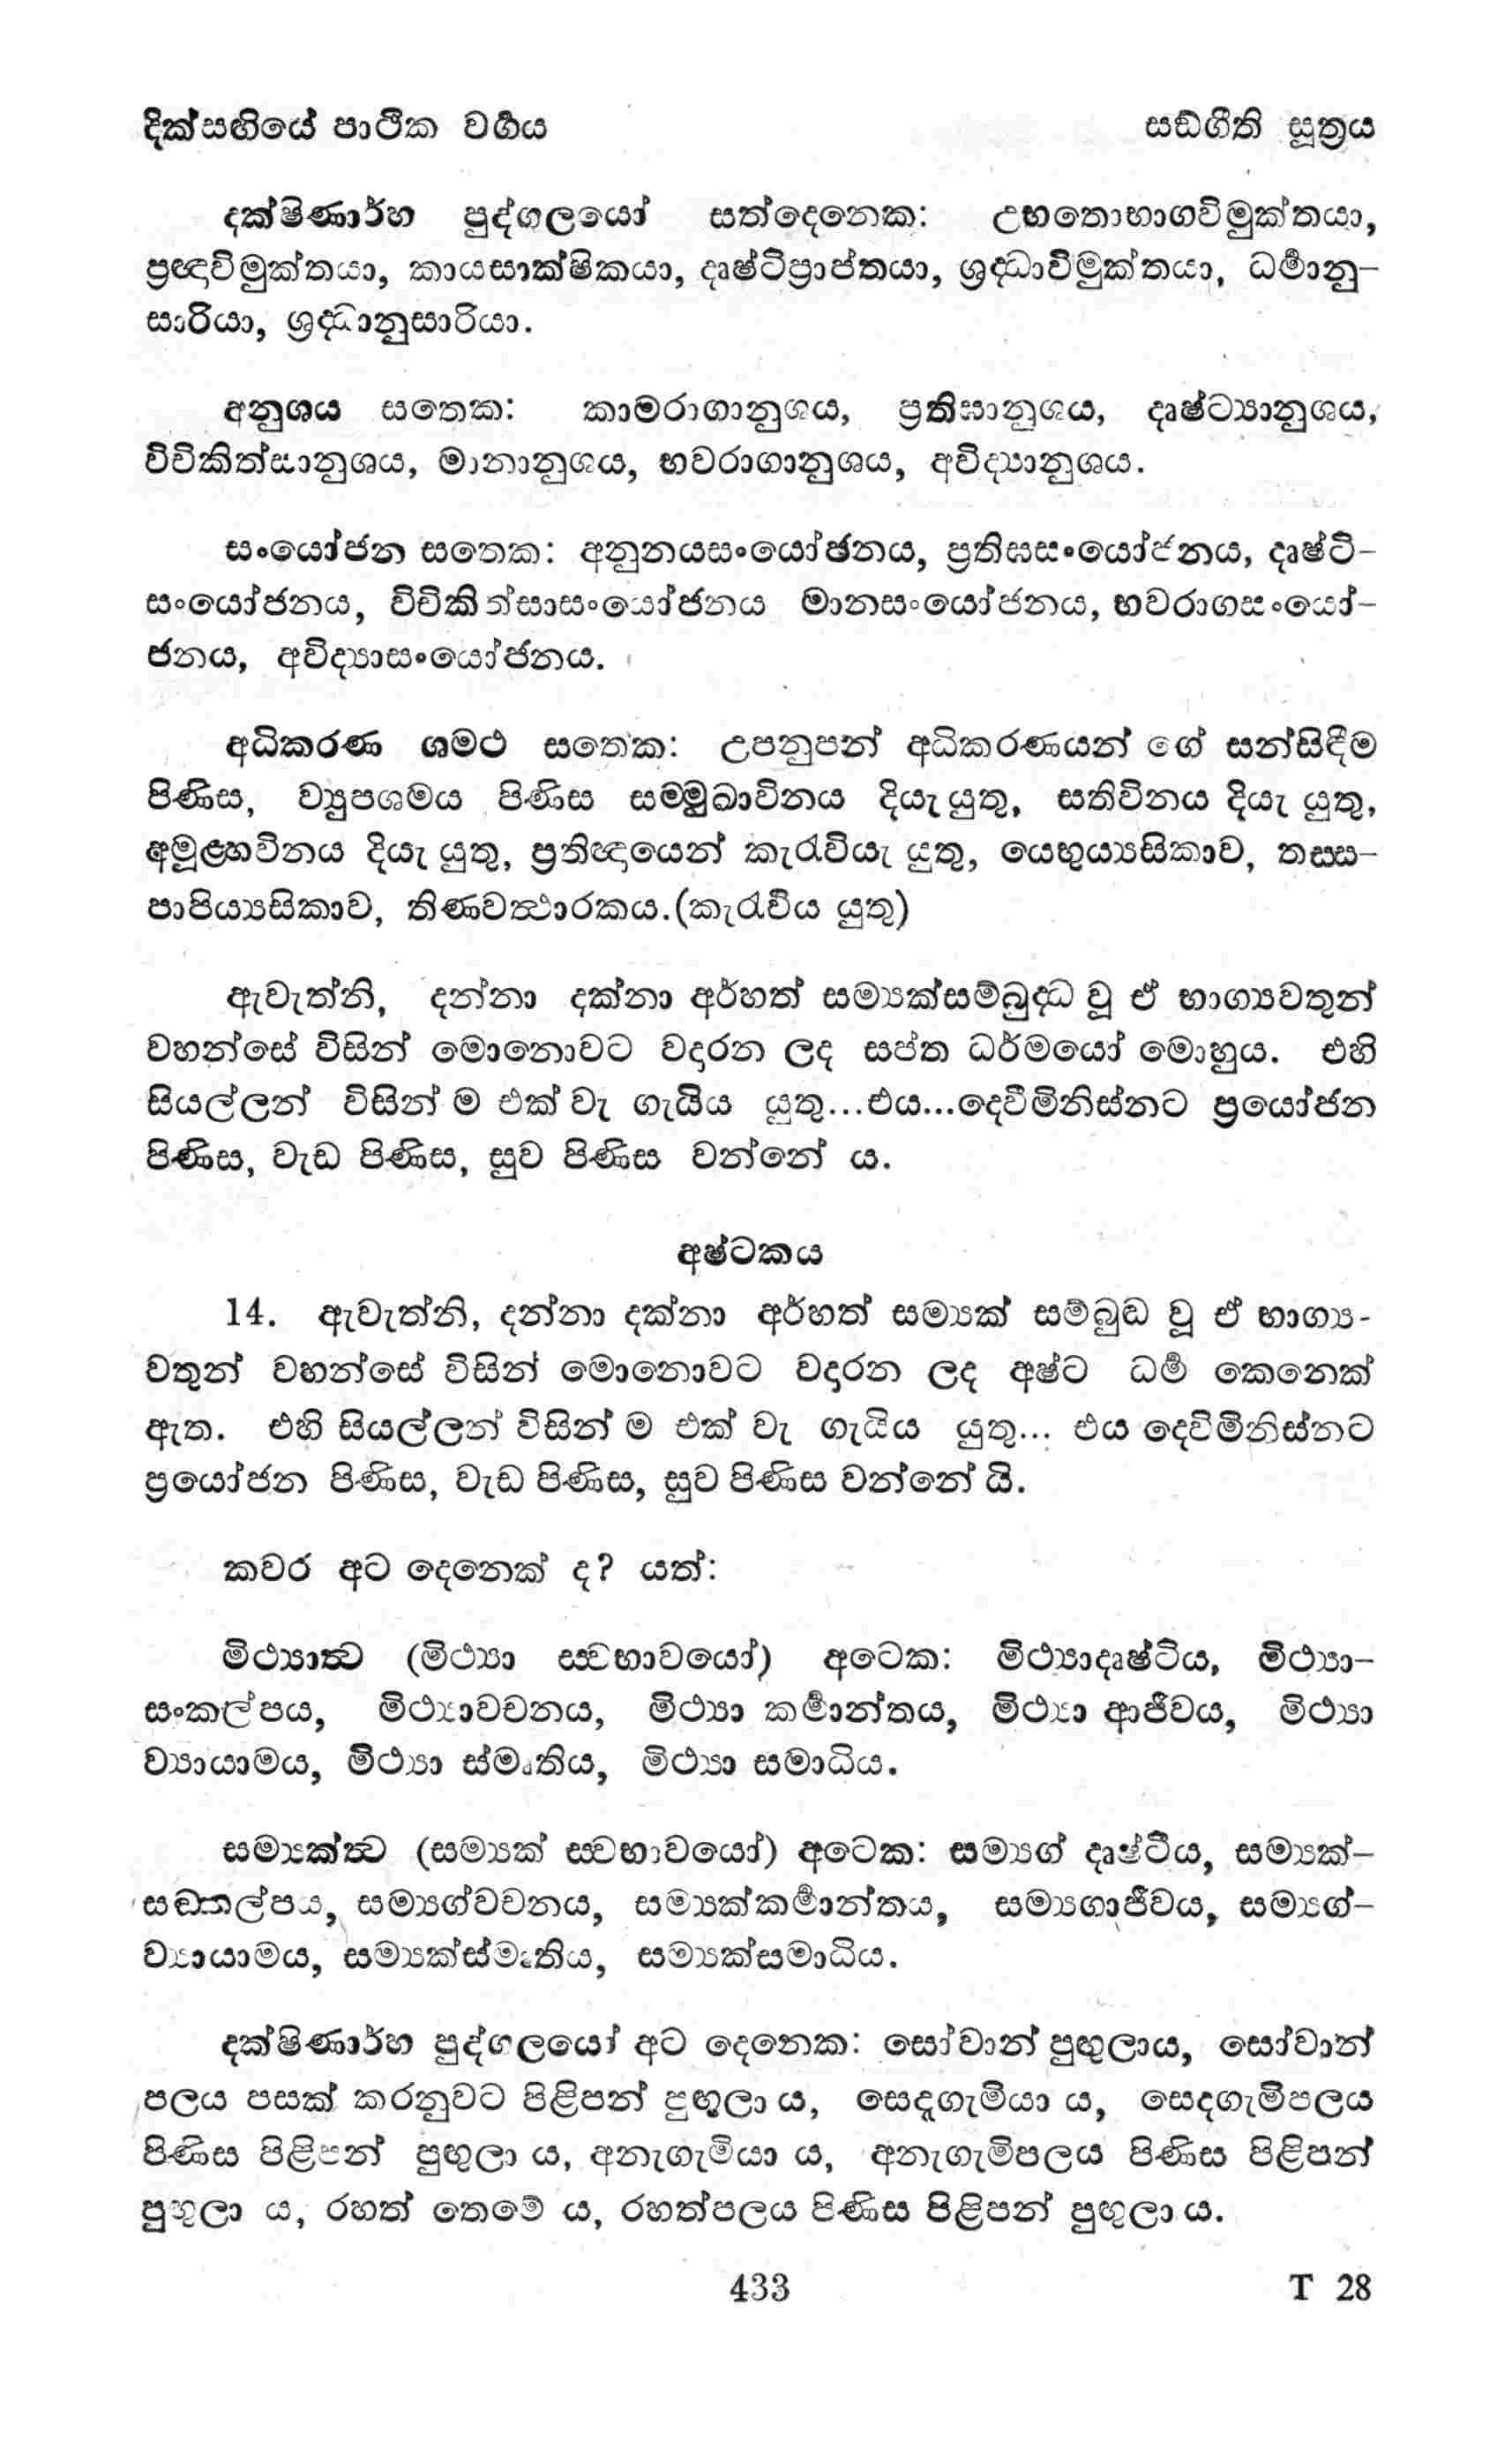 දික්සඟියේ පාථික වර්‍ගය
සඬ්ගීති සූත්‍රය
දක්ෂිණාර්හ පුද්ගලයෝ සත්දෙනෙක: උභතොභාගවිමුක්තයා,
ප්‍රඥාවිමුක්තයා, කායසාක්ෂිකයා, දෘෂ්ටිප්‍රාප්තයා, ශ්‍රද්‍ධාවිමුක්තයා, ධර්‍මානු–
සාරියා, ශ්‍රද්‍ධානුසාරියා.
අනුශය සතෙක: කාමරාගානුශය, ප්‍රතිඝානුශය, දෘෂ්ට්‍යානුශය,
විචිකිත්සානුශය, මානානුශය, භවරාගානුශය, අවිද්‍යානුශය.
සංයෝජන සතෙක: අනුනයසංයෝඡනය, ප්‍රතිඝසංයෝජනය, දෘෂ්ටි–
සංයෝජනය, විචිකිත්සාසංයෝජනය මානසංයෝජනය, භවරාගසංයෝ–
ජනය, අවිද්‍යාසංයෝජනය.
අධිකරණ ශමථ සතෙක: උපනුපන් අධිකරණයන් ගේ සන්සිඳීම
පිණිස, ව්‍යුපශමය පිණිස සම්මුඛාවිනය දියැ යුතු, සතිවිනය දියැ යුතු,
අමූළ්හවිනය දියැ යුතු, ප්‍රතිඥායෙන් කැරැවියැ යුතු, යෙභුය්‍යසිකාව, තස්ස–
පාපිය්‍යසිකාව, තිණවත්‍ථාරකය.(කැරැවිය යුතු)
ඇවැත්නි, දන්නා දක්නා අර්හත් සම්‍යක්සම්බුද්‍ධ වූ ඒ භාග්‍යවතුන්
වහන්සේ විසින් මොනොවට වදාරන ලද සප්ත ධර්මයෝ මොහුය. එහි
සියල්ලන් විසින් ම එක් වැ ගැයිය යුතු...එය...දෙව්මිනිස්නට ප්‍රයෝජන
පිණිස, වැඩ පිණිස, සුව පිණිස වන්නේ ය.
අෂ්ටකය
14. ඇවැත්නි, දන්නා දක්නා අර්හත් සම්‍යක් සම්බුද්‍ධ වූ ඒ භාග්‍ය-
වතුන් වහන්සේ විසින් මොනොවට වදාරන ලද අෂ්ට ධර්‍ම කෙනෙක්
ඇත. එහි සියල්ලන් විසින් ම එක් වැ ගැයිය යුතු... එය දෙව්මිනිස්නට
ප්‍රයෝජන පිණිස, වැඩ පිණිස, සුව පිණිස වන්නේ යි.
කවර අට දෙනෙක් ද? යත්:
මිථ්‍යාත්‍ව (මිථ්‍යා ස්‍වභාවයෝ) අටෙක: මිථ්‍යාදෘෂ්ටිය, මිථ්‍යා–
සංකල්පය, මිථ්‍යාවචනය, මිථ්‍යා කර්‍මාන්තය, මිථ්‍යා ආජීවය, මිථ්‍යා
ව්‍යායාමය, මිථ්‍යා ස්මෘතිය, මිථ්‍යා සමාධිය.
සම්‍යක්ත්‍ව (සම්‍යක් ස්‍වභාවයෝ) අටෙක: සම්‍යග් දෘෂ්ටිය, සම්‍යක්–
සඞ්කල්පය, සම්‍යග්වචනය, සම්‍යක්කර්‍මාන්තය, සම්‍යගාජීවය, සම්‍යග්–
ව්‍යායාමය, සම්‍යක්ස්මෘතිය, සම්‍යක්සමාධිය.
දක්ෂිණාර්හ පුද්ගලයෝ අට දෙනෙක: සෝවාන් පුඟුලාය, සෝවාන්
පලය පසක් කරනුවට පිළිපන් පුඟුලා ය, සෙදගැමියා ය, සෙදගැමිපලය
පිණිස පිළිපන් පුඟුලා ය, අනැගැමියා ය, අනැගැමිපලය පිණිස පිළිපන්
පුඟුලා ය, රහත් තෙමේ ය, රහත්පලය පිණිස පිළිපන් පුඟුලා ය.
433
T 28